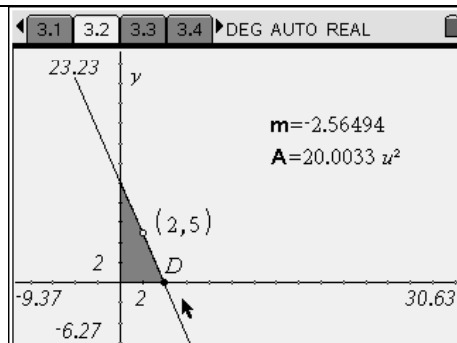 3.1 3.2 3.3 3.4 DEG AUTO REAL
23.23 y
m=⁻2.56494
A=20.0033 u²
(2,5)
2 D
-9.37 2 30.63
-6.27